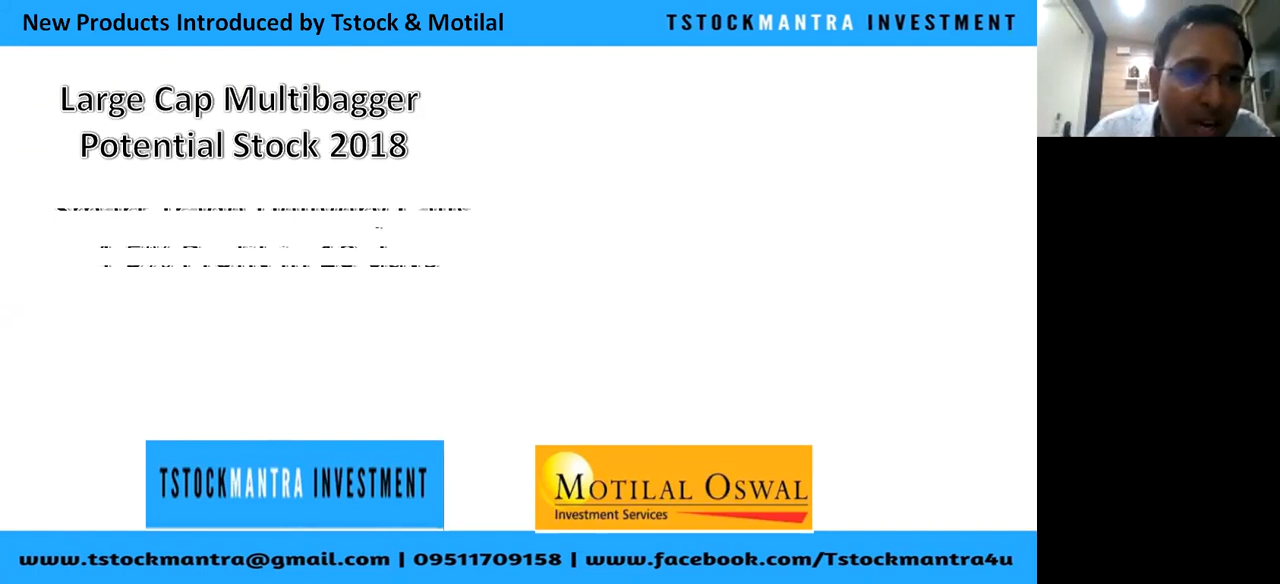 New Products Introduced by Tstock & Motilal
TSTOCKMANTRA INVESTMENT
Large Cap Multibagger
Potential Stock 2018
TSTOCKMANTRA INVESTMENT
MOTILAL OSWAL
Investment Services
www.tstockmantra@gmail.com | 09511709158 | www.facebook.com/Tstockmantra4u